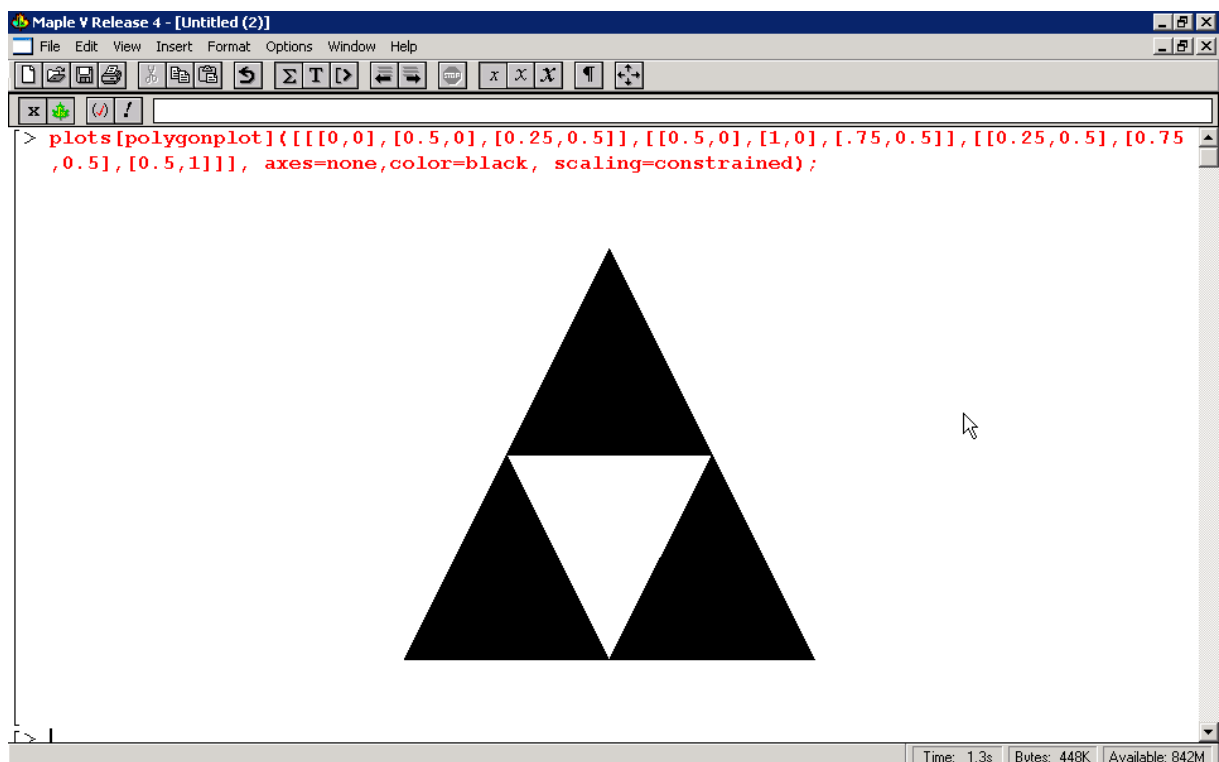 Maple V Release 4 - [Untitled (2)]
File Edit View Insert Format Options Window Help
Σ T [> STOP x x x ¶
x (√) !
[> plots[polygonplot]([[[0,0],[0.5,0],[0.25,0.5]],[[0.5,0],[1,0],[.75,0.5]],[[0.25,0.5],[0.75
,0.5],[0.5,1]]], axes=none,color=black, scaling=constrained);
[>
Time: 1.3s Bytes: 448K Available: 842M